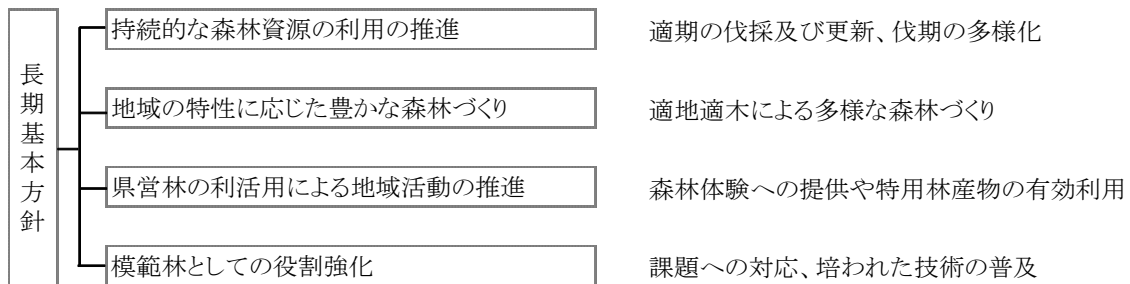 長期基本方針
持続的な森林資源の利用の推進
適期の伐採及び更新、伐期の多様化
地域の特性に応じた豊かな森林づくり
適地適木による多様な森林づくり
県営林の利活用による地域活動の推進
森林体験への提供や特用林産物の有効利用
模範林としての役割強化
課題への対応、培われた技術の普及